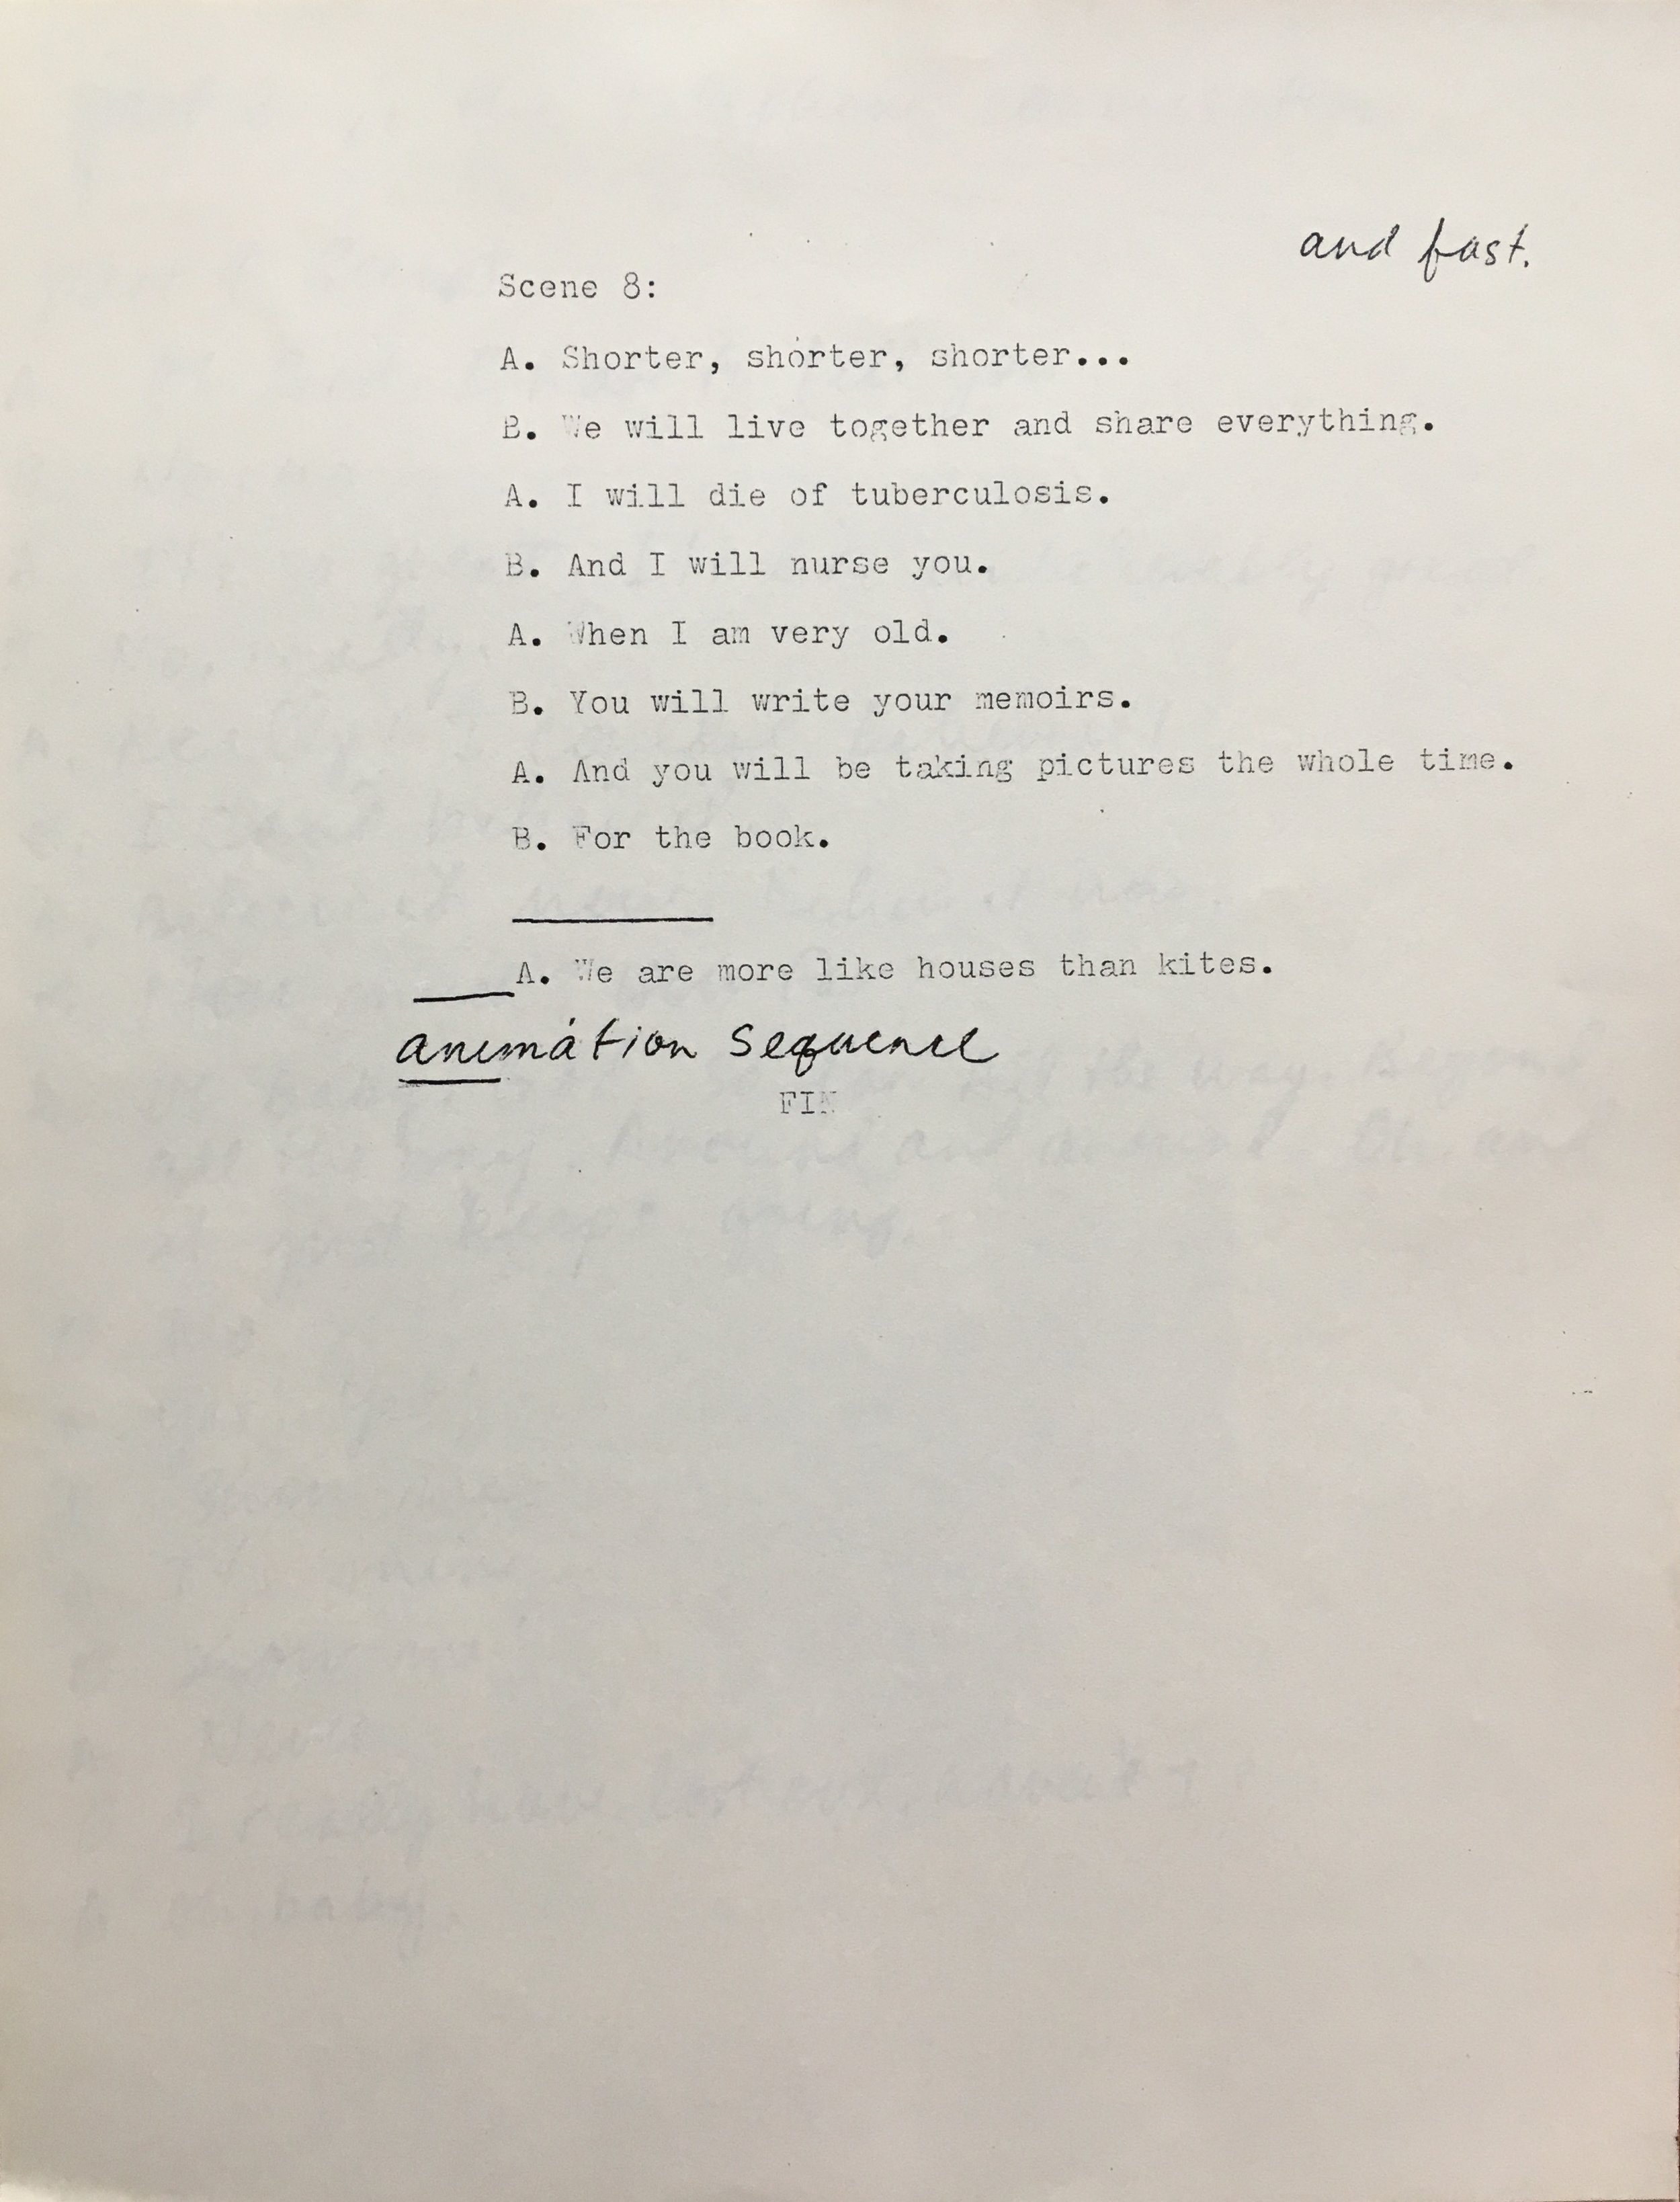 and fast.
Scene 8:
A. Shorter, shorter, shorter...
B. We will live together and share everything.
A. I will die of tuberculosis.
B. And I will nurse you.
A. When I am very old.
B. You will write your memoirs.
A. And you will be taking pictures the whole time.
B. For the book.
A. We are more like houses than kites.
animation sequence
FIN